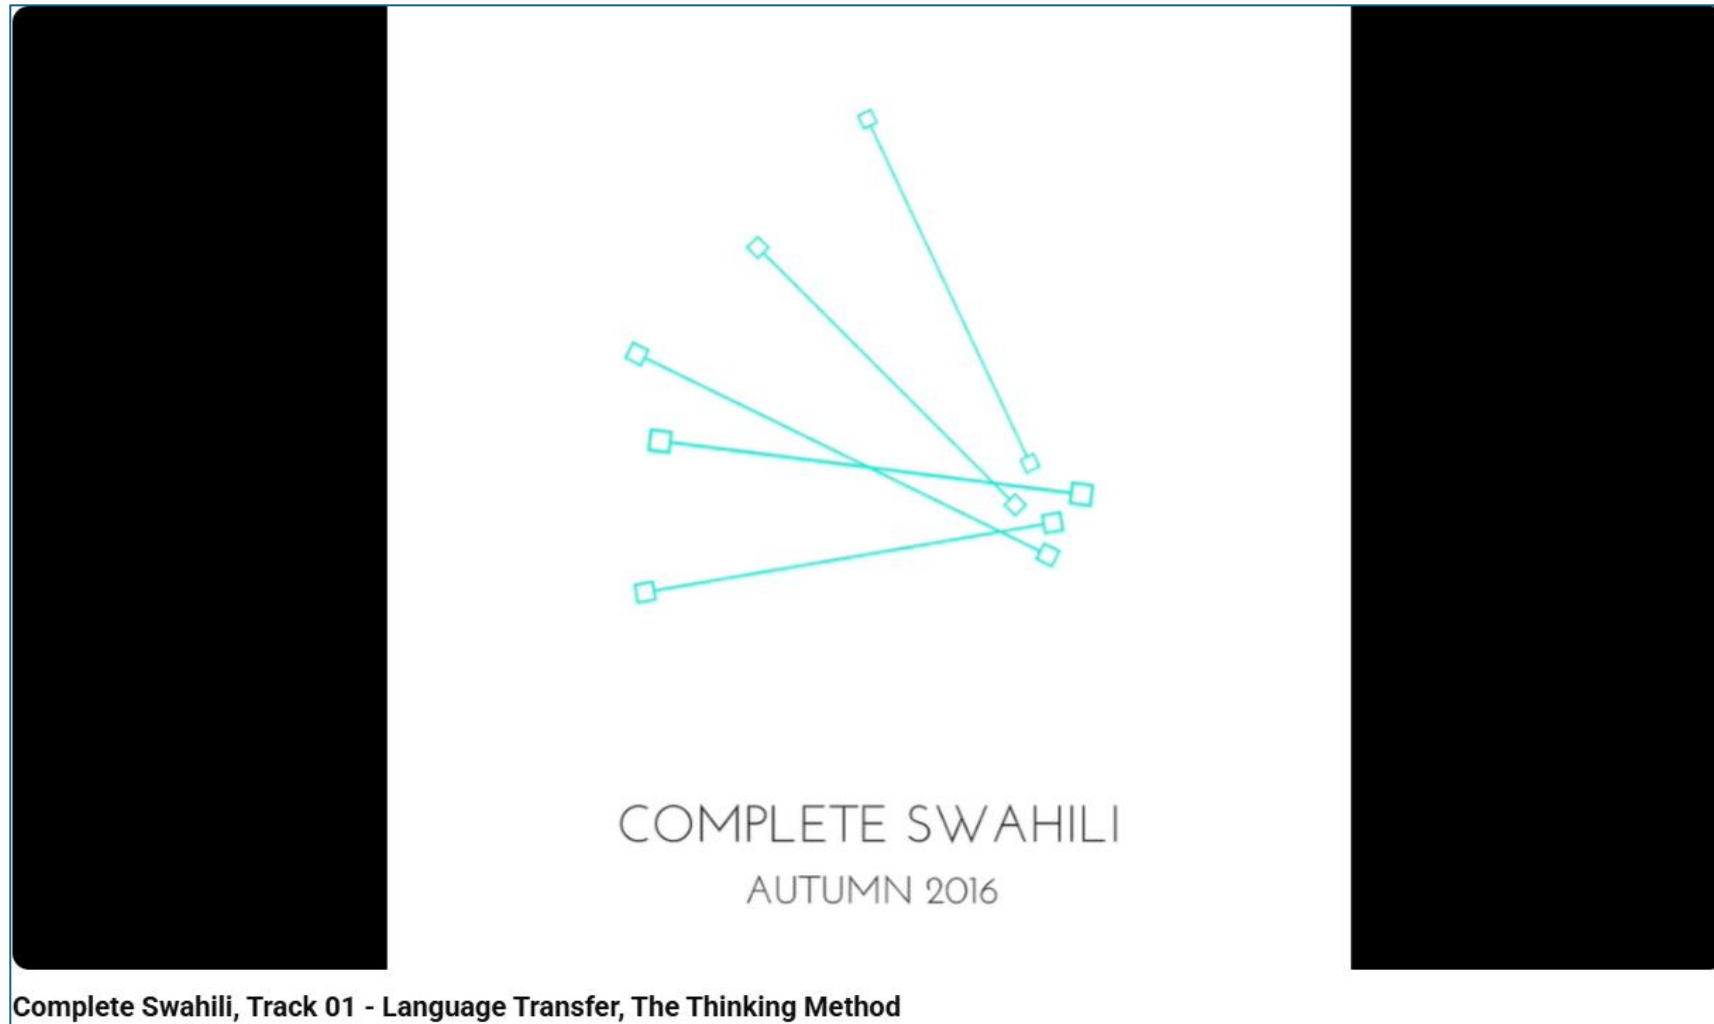 COMPLETE SWAHILI
AUTUMN 2016
Complete Swahili, Track 01 - Language Transfer, The Thinking Method